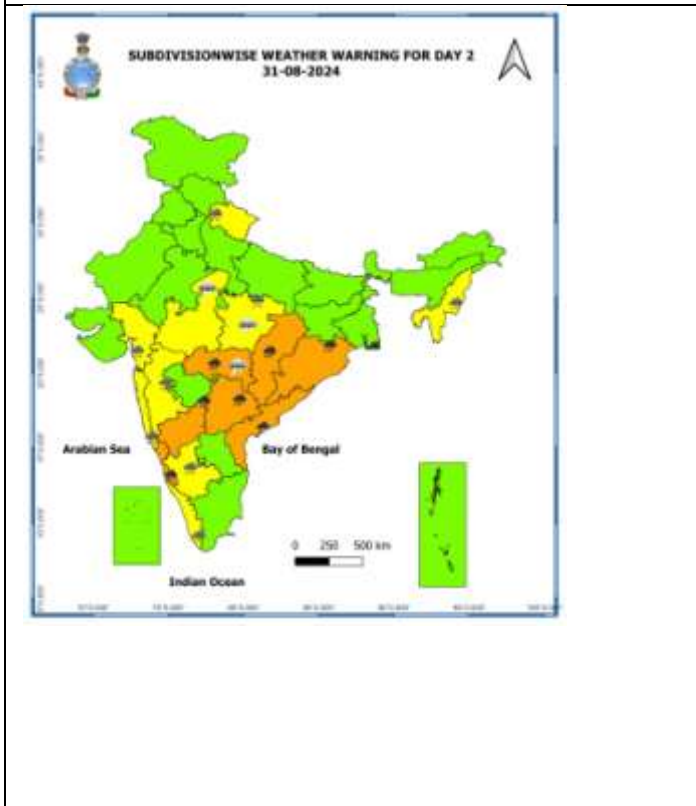 SUBDIVISIONWISE WEATHER WARNING FOR DAY 2
31-08-2024
Arabian Sea
Bay of Bengal
0 250 500 km
Indian Ocean